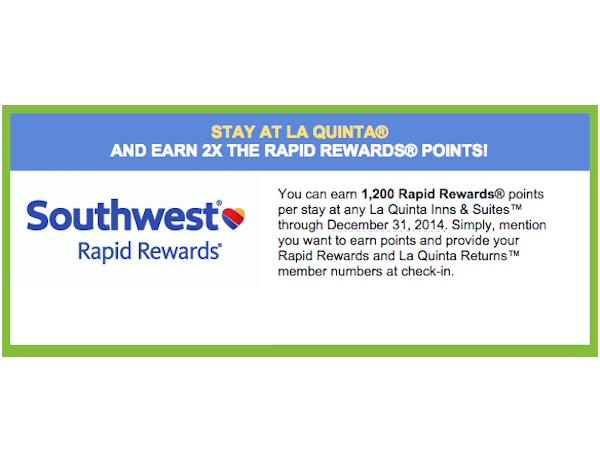 STAY AT LA QUINTA®
AND EARN 2X THE RAPID REWARDS® POINTS!
Southwest®
Rapid Rewards®
You can earn 1,200 Rapid Rewards® points
per stay at any La Quinta Inns & Suites™
through December 31, 2014. Simply, mention
you want to earn points and provide your
Rapid Rewards and La Quinta Returns™
member numbers at check-in.